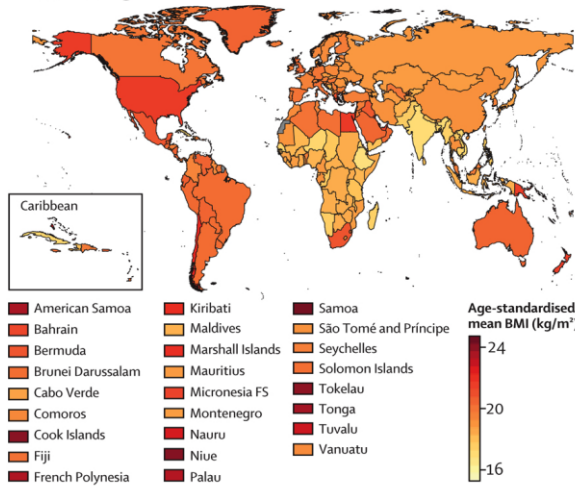 Caribbean
American Samoa
Bahrain
Bermuda
Brunei Darussalam
Cabo Verde
Comoros
Cook Islands
Fiji
French Polynesia
Kiribati
Maldives
Marshall Islands
Mauritius
Micronesia FS
Montenegro
Nauru
Niue
Palau
Samoa
São Tomé and Príncipe
Seychelles
Solomon Islands
Tokelau
Tonga
Tuvalu
Vanuatu
Age-standardised
mean BMI (kg/m²)
24
20
16